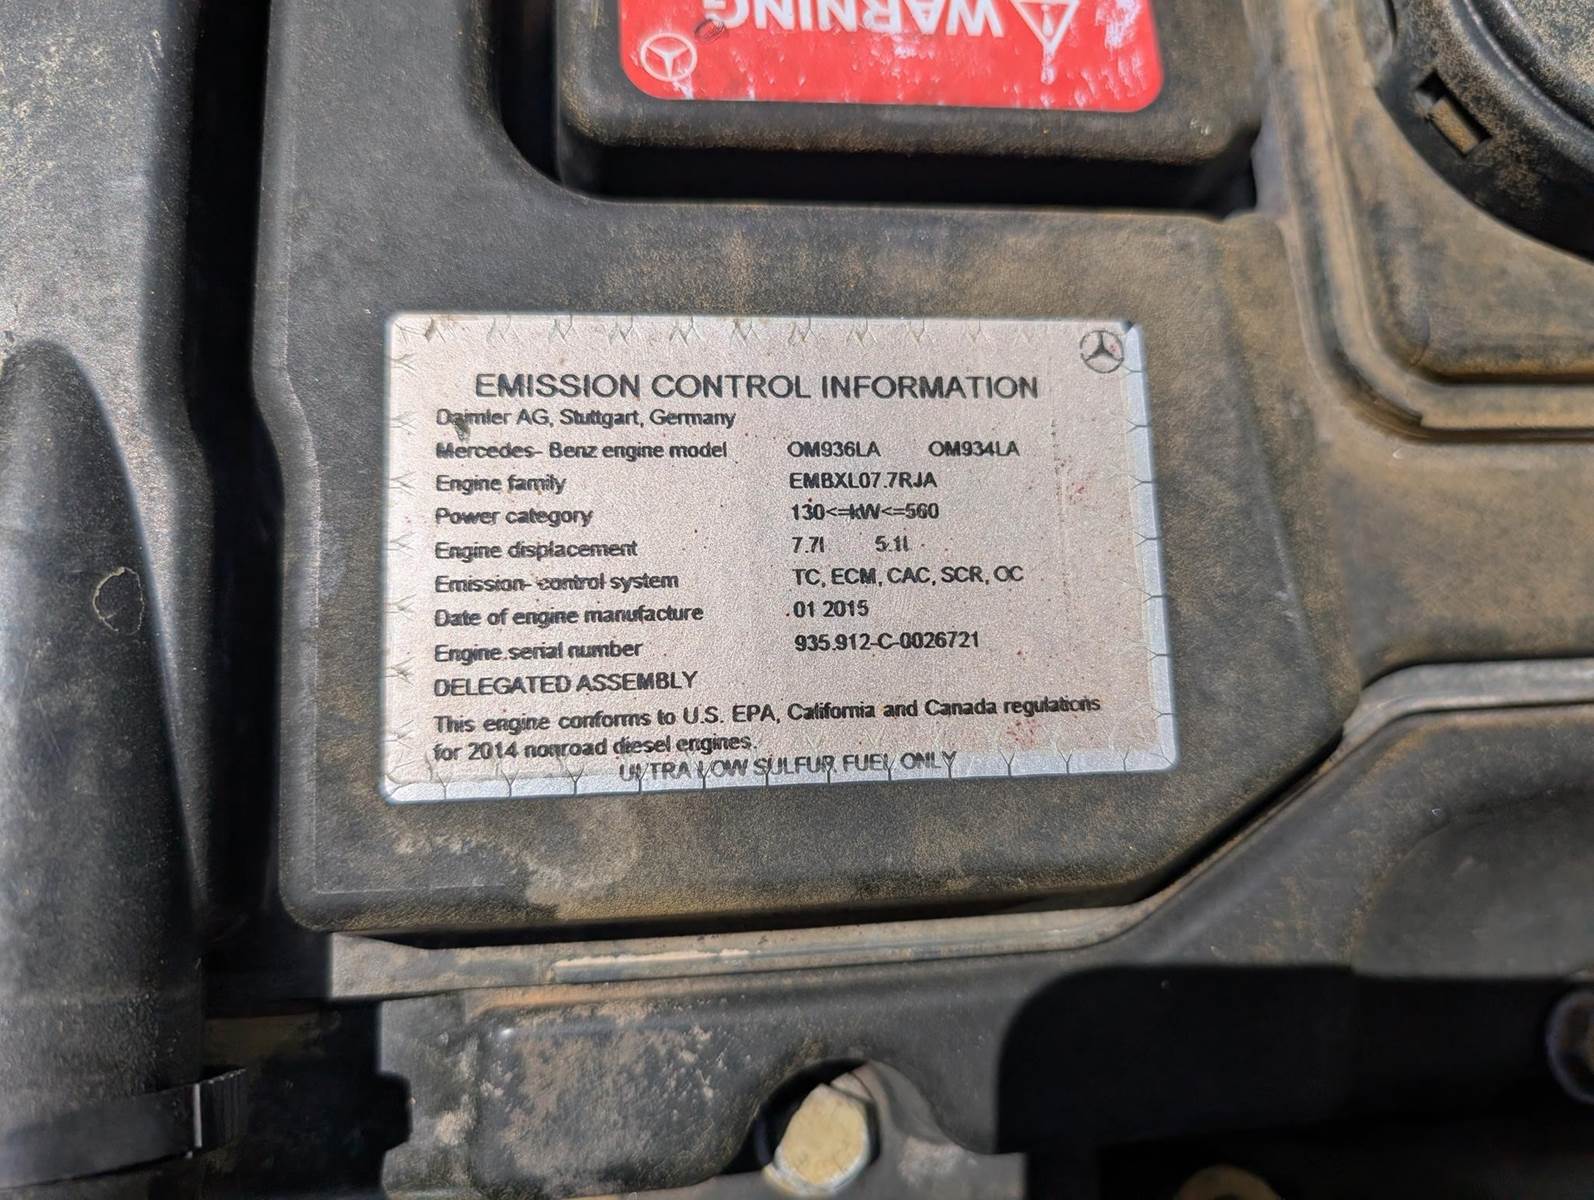 WARNING
EMISSION CONTROL INFORMATION
Daimler AG, Stuttgart, Germany
Mercedes- Benz engine model OM936LA OM934LA
Engine family EMBXL07.7RJA
Power category 130<=kW<=560
Engine displacement 7.7l 5.1l
Emission- control system TC, ECM, CAC, SCR, OC
Date of engine manufacture 01 2015
Engine serial number 935.912-C-0026721
DELEGATED ASSEMBLY
This engine conforms to U.S. EPA, California and Canada regulations
for 2014 nonroad diesel engines.
ULTRA LOW SULFUR FUEL ONLY